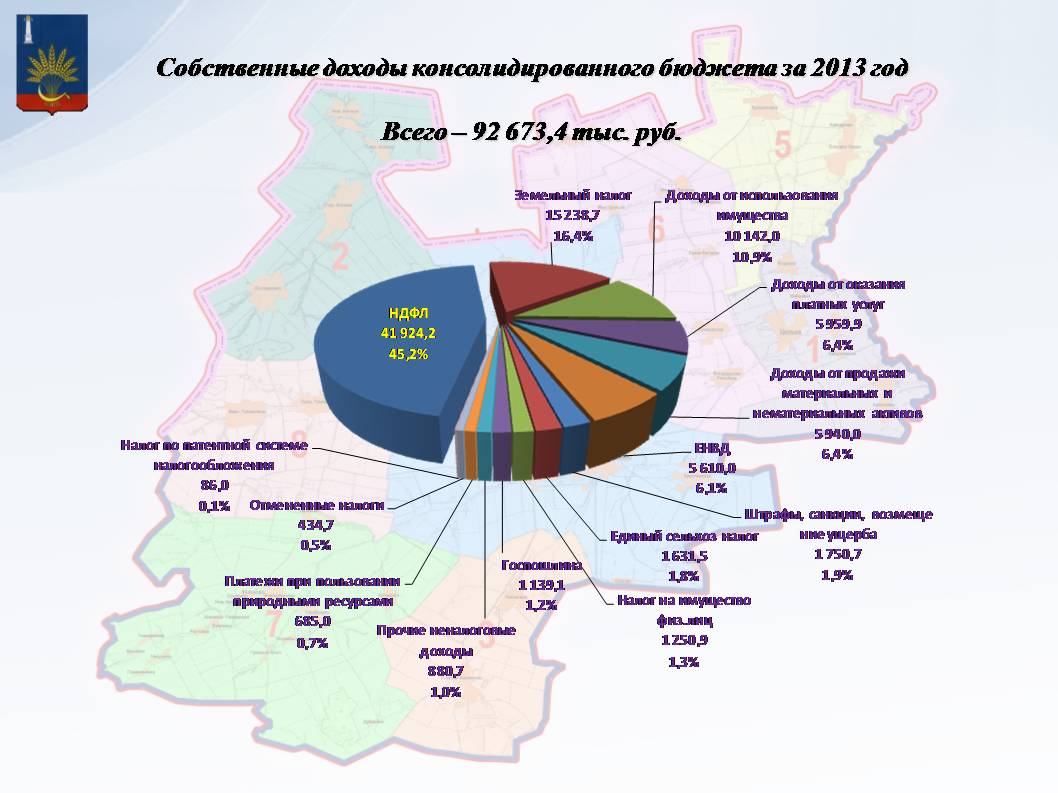 Собственные доходы консолидированного бюджета за 2013 год
Всего – 92 673,4 тыс. руб.
Земельный налог
15 238,7
16,4%
Доходы от использования
имущества
10 142,0
10,9%
Доходы от оказания
платных услуг
5 959,9
6,4%
Доходы от продажи
материальных и
нематериальных активов
5 940,0
6,4%
ЕНВД
5 610,0
6,1%
Штрафы, санкции, возмеще
ние ущерба
1 750,7
1,9%
Единый сельхоз налог
1 631,5
1,8%
Налог на имущество
физ.лиц
1 250,9
1,3%
Госпошлина
1 139,1
1,2%
Прочие неналоговые
доходы
880,7
1,0%
Платежи при пользовании
природными ресурсами
685,0
0,7%
Отмененные налоги
434,7
0,5%
Налог по патентной системе
налогообложения
86,0
0,1%
НДФЛ
41 924,2
45,2%
2
5
6
1
8
7